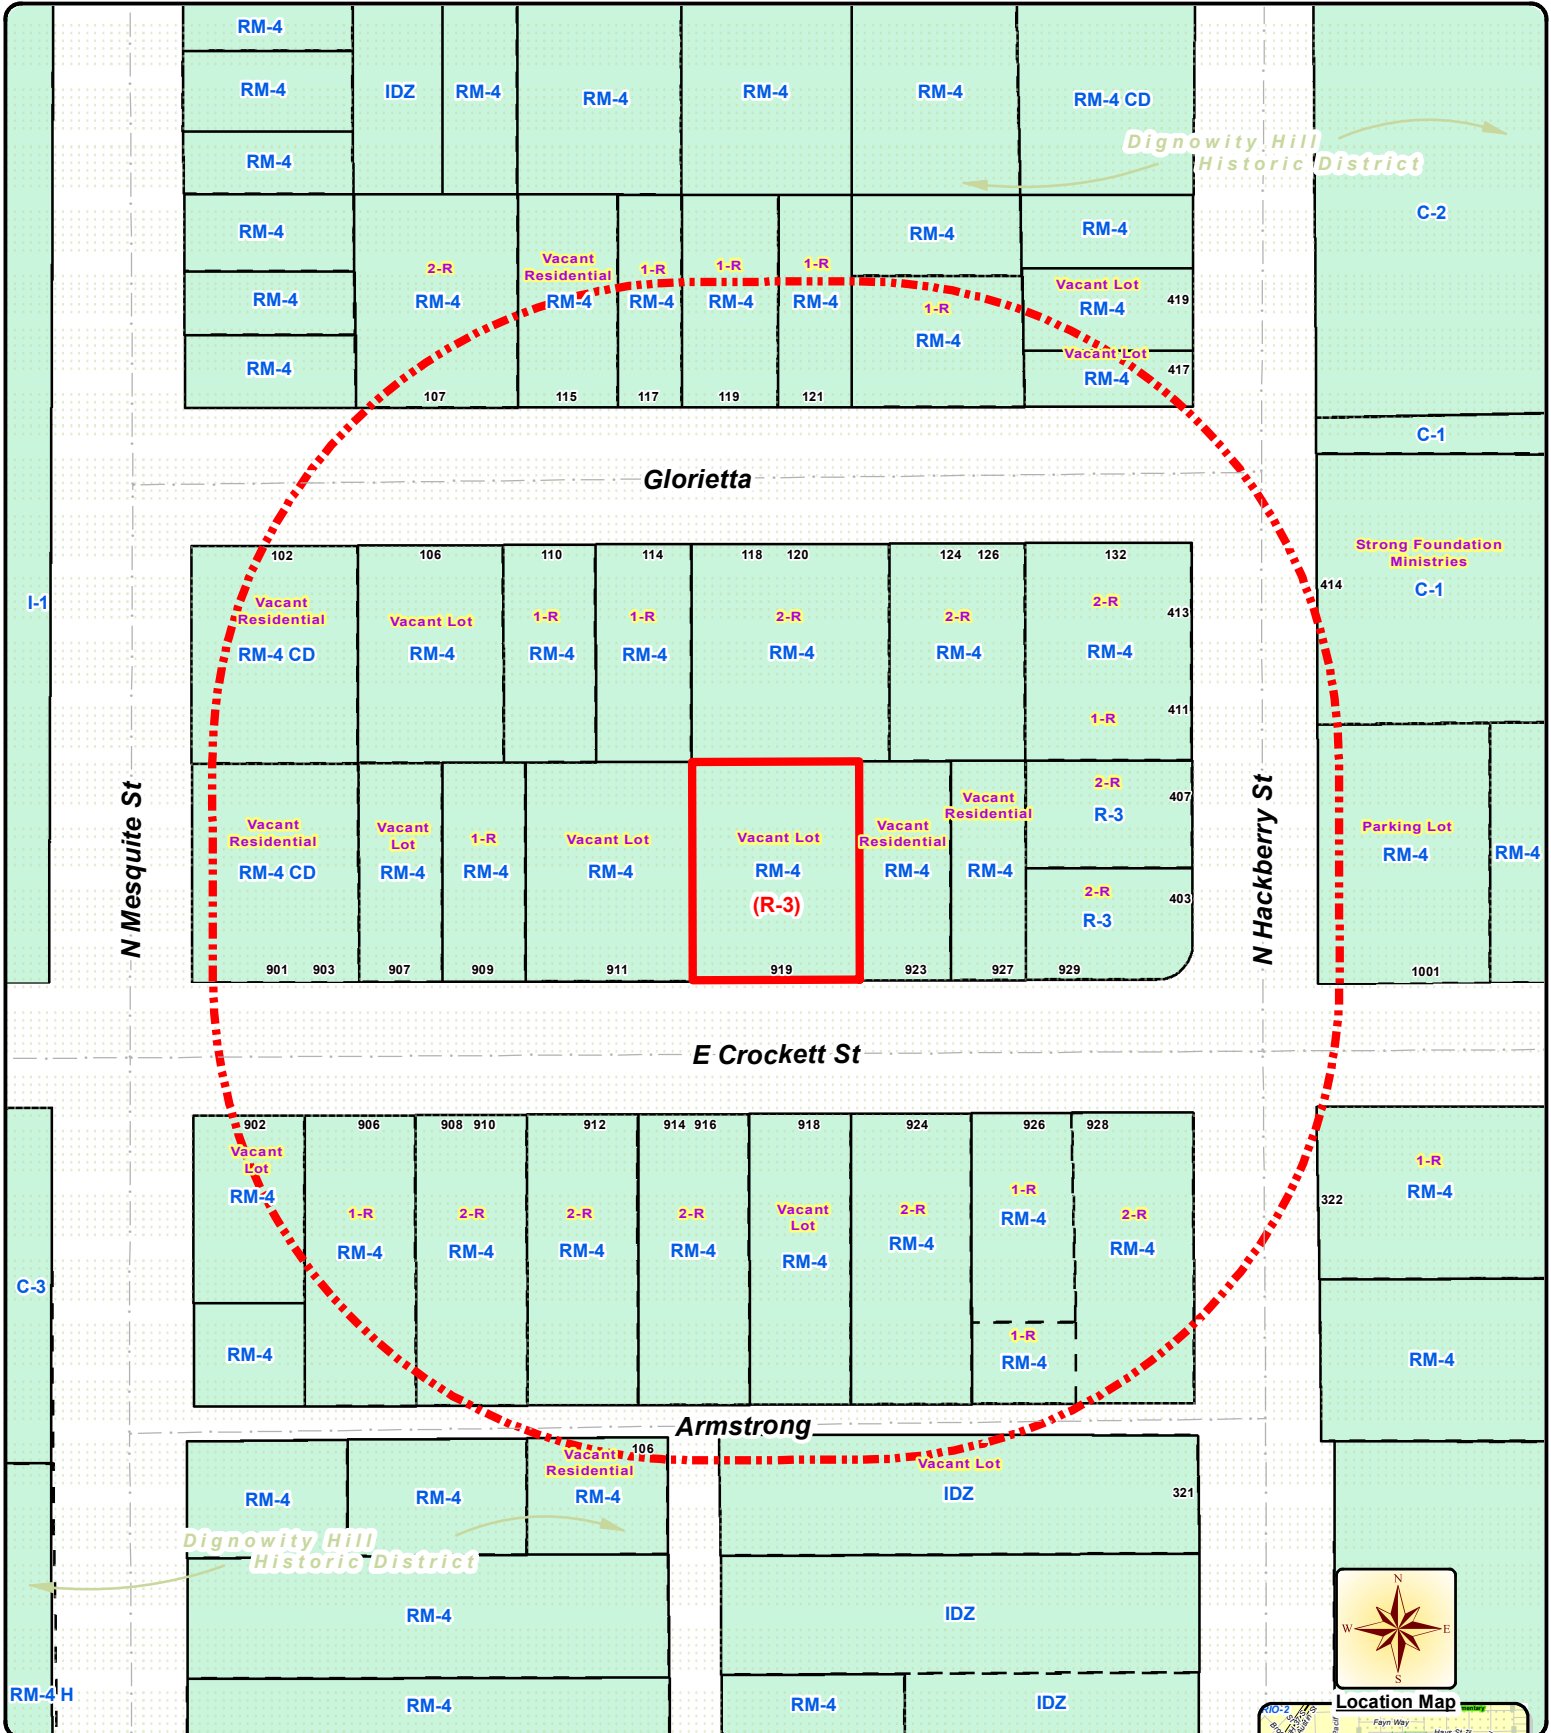 RM-4
RM-4
IDZ
RM-4
RM-4
RM-4
RM-4
RM-4 CD
Dignowity Hill
Historic District
RM-4
C-2
RM-4
2-R
RM-4
107
Vacant
Residential
RM-4
115
1-R
RM-4
117
1-R
RM-4
119
1-R
RM-4
121
RM-4
1-R
RM-4
RM-4
Vacant Lot
RM-4
419
Vacant Lot
RM-4
417
RM-4
RM-4
C-1
Glorietta
I-1
102
Vacant
Residential
RM-4 CD
106
Vacant Lot
RM-4
110
1-R
RM-4
114
1-R
RM-4
118 120
2-R
RM-4
124 126
2-R
RM-4
132
2-R
413
RM-4
1-R
411
Strong Foundation
Ministries
C-1
414
N Mesquite St
Vacant
Residential
RM-4 CD
901 903
Vacant
Lot
RM-4
907
1-R
RM-4
909
Vacant Lot
RM-4
911
Vacant Lot
RM-4
(R-3)
919
Vacant
Residential
RM-4
923
Vacant
Residential
RM-4
927
2-R
R-3
407
2-R
R-3
403
929
N Hackberry St
Parking Lot
RM-4
1001
RM-4
E Crockett St
902
Vacant
Lot
RM-4
RM-4
906
1-R
RM-4
908 910
2-R
RM-4
912
2-R
RM-4
914 916
2-R
RM-4
918
Vacant
Lot
RM-4
924
2-R
RM-4
926
1-R
RM-4
1-R
RM-4
928
2-R
RM-4
1-R
RM-4
322
RM-4
C-3
Armstrong
RM-4
RM-4
106
Vacant
Residential
RM-4
Vacant Lot
IDZ
321
Dignowity Hill
Historic District
RM-4
IDZ
RM-4 H
RM-4
RM-4
IDZ
N
W
E
S
Location Map
RIO-2
Fayn Way